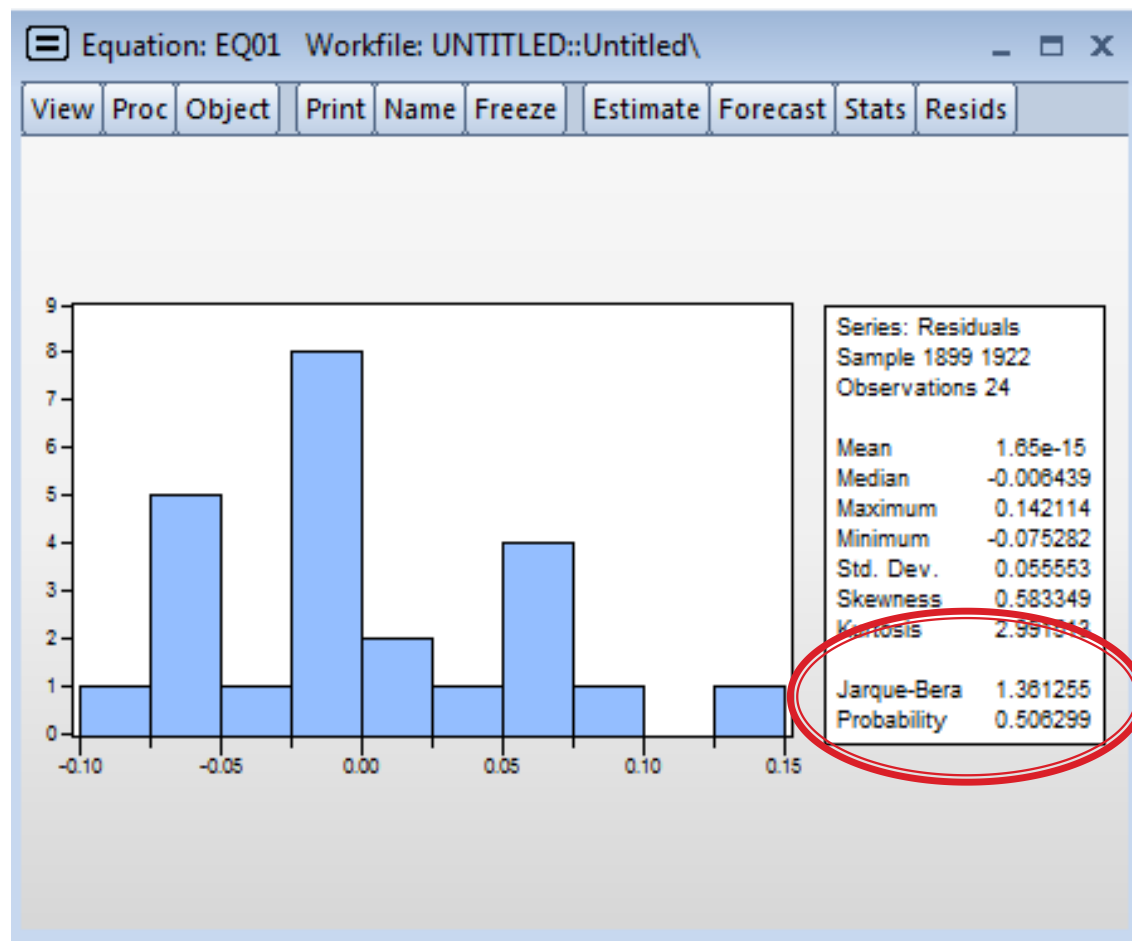 Equation: EQ01 Workfile: UNTITLED::Untitled\
View Proc Object Print Name Freeze Estimate Forecast Stats Resids
9
8
7
6
5
4
3
2
1
0
-0.10 -0.05 0.00 0.05 0.10 0.15
Series: Residuals
Sample 1899 1922
Observations 24
Mean 1.65e-15
Median -0.006439
Maximum 0.142114
Minimum -0.075282
Std. Dev. 0.055553
Skewness 0.583349
Kurtosis
Jarque-Bera 1.361255
Probability 0.506299